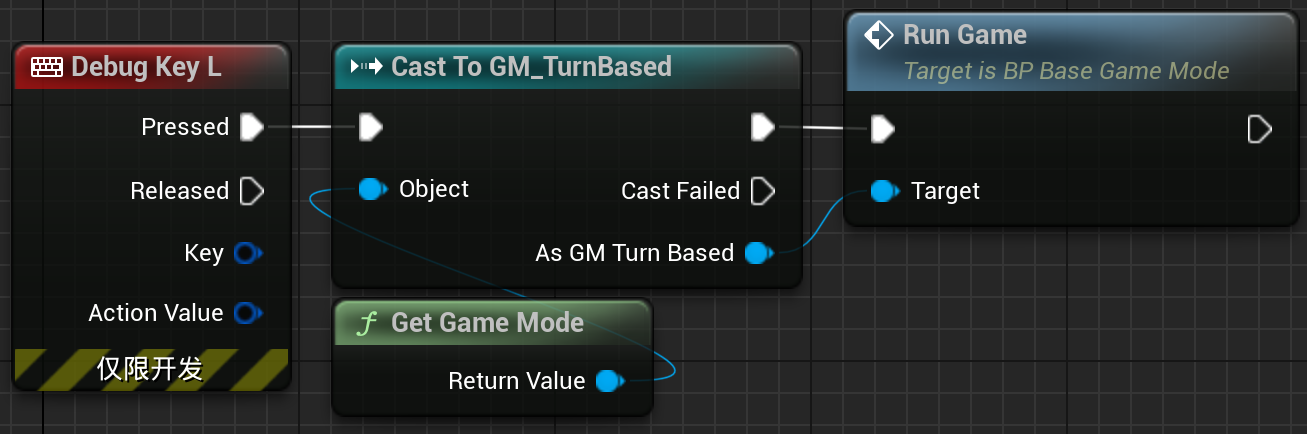 Debug Key L
Pressed
Released
Key
Action Value
仅限开发
Cast To GM_TurnBased
Object
Cast Failed
As GM Turn Based
f Get Game Mode
Return Value
Run Game
Target is BP Base Game Mode
Target